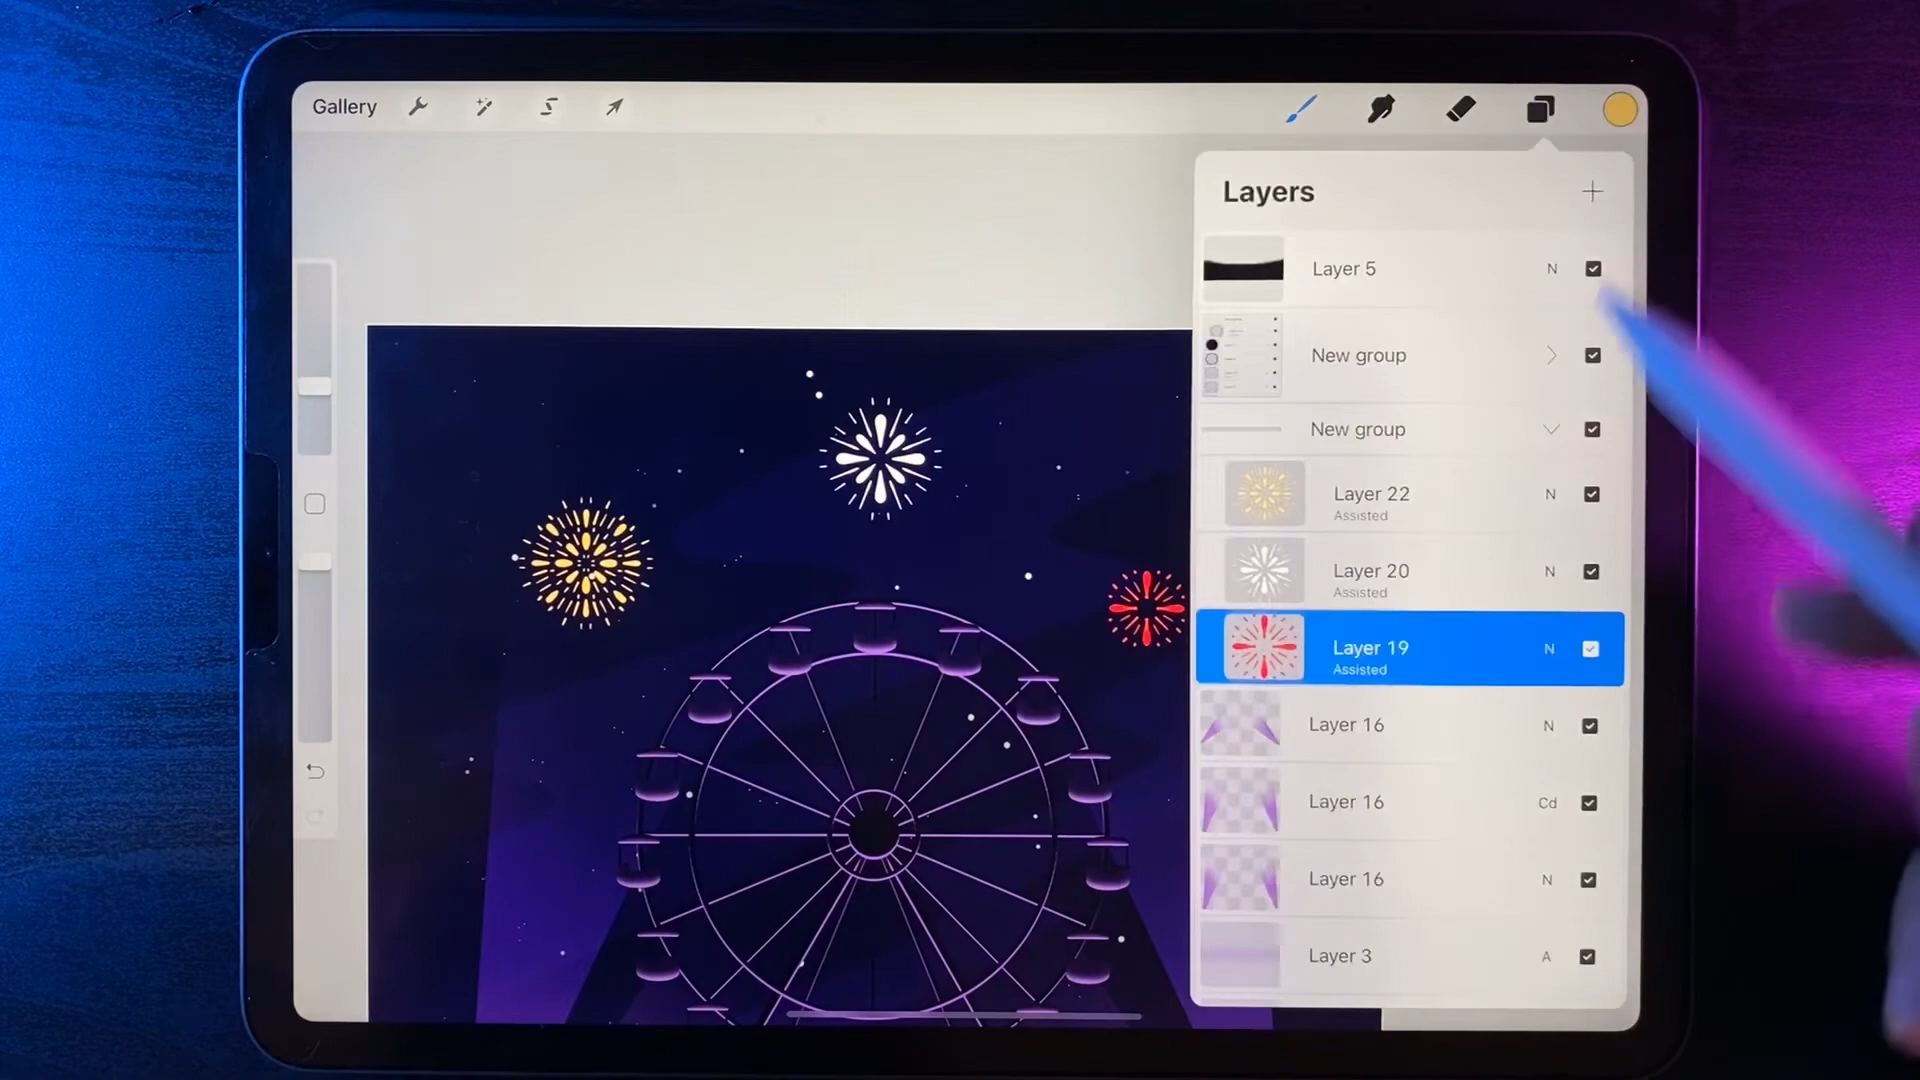 Gallery
Layers
Layer 5 N
New group
New group
Layer 22 N
Assisted
Layer 20 N
Assisted
Layer 19 N
Assisted
Layer 16 N
Layer 16 Cd
Layer 16 N
Layer 3 A